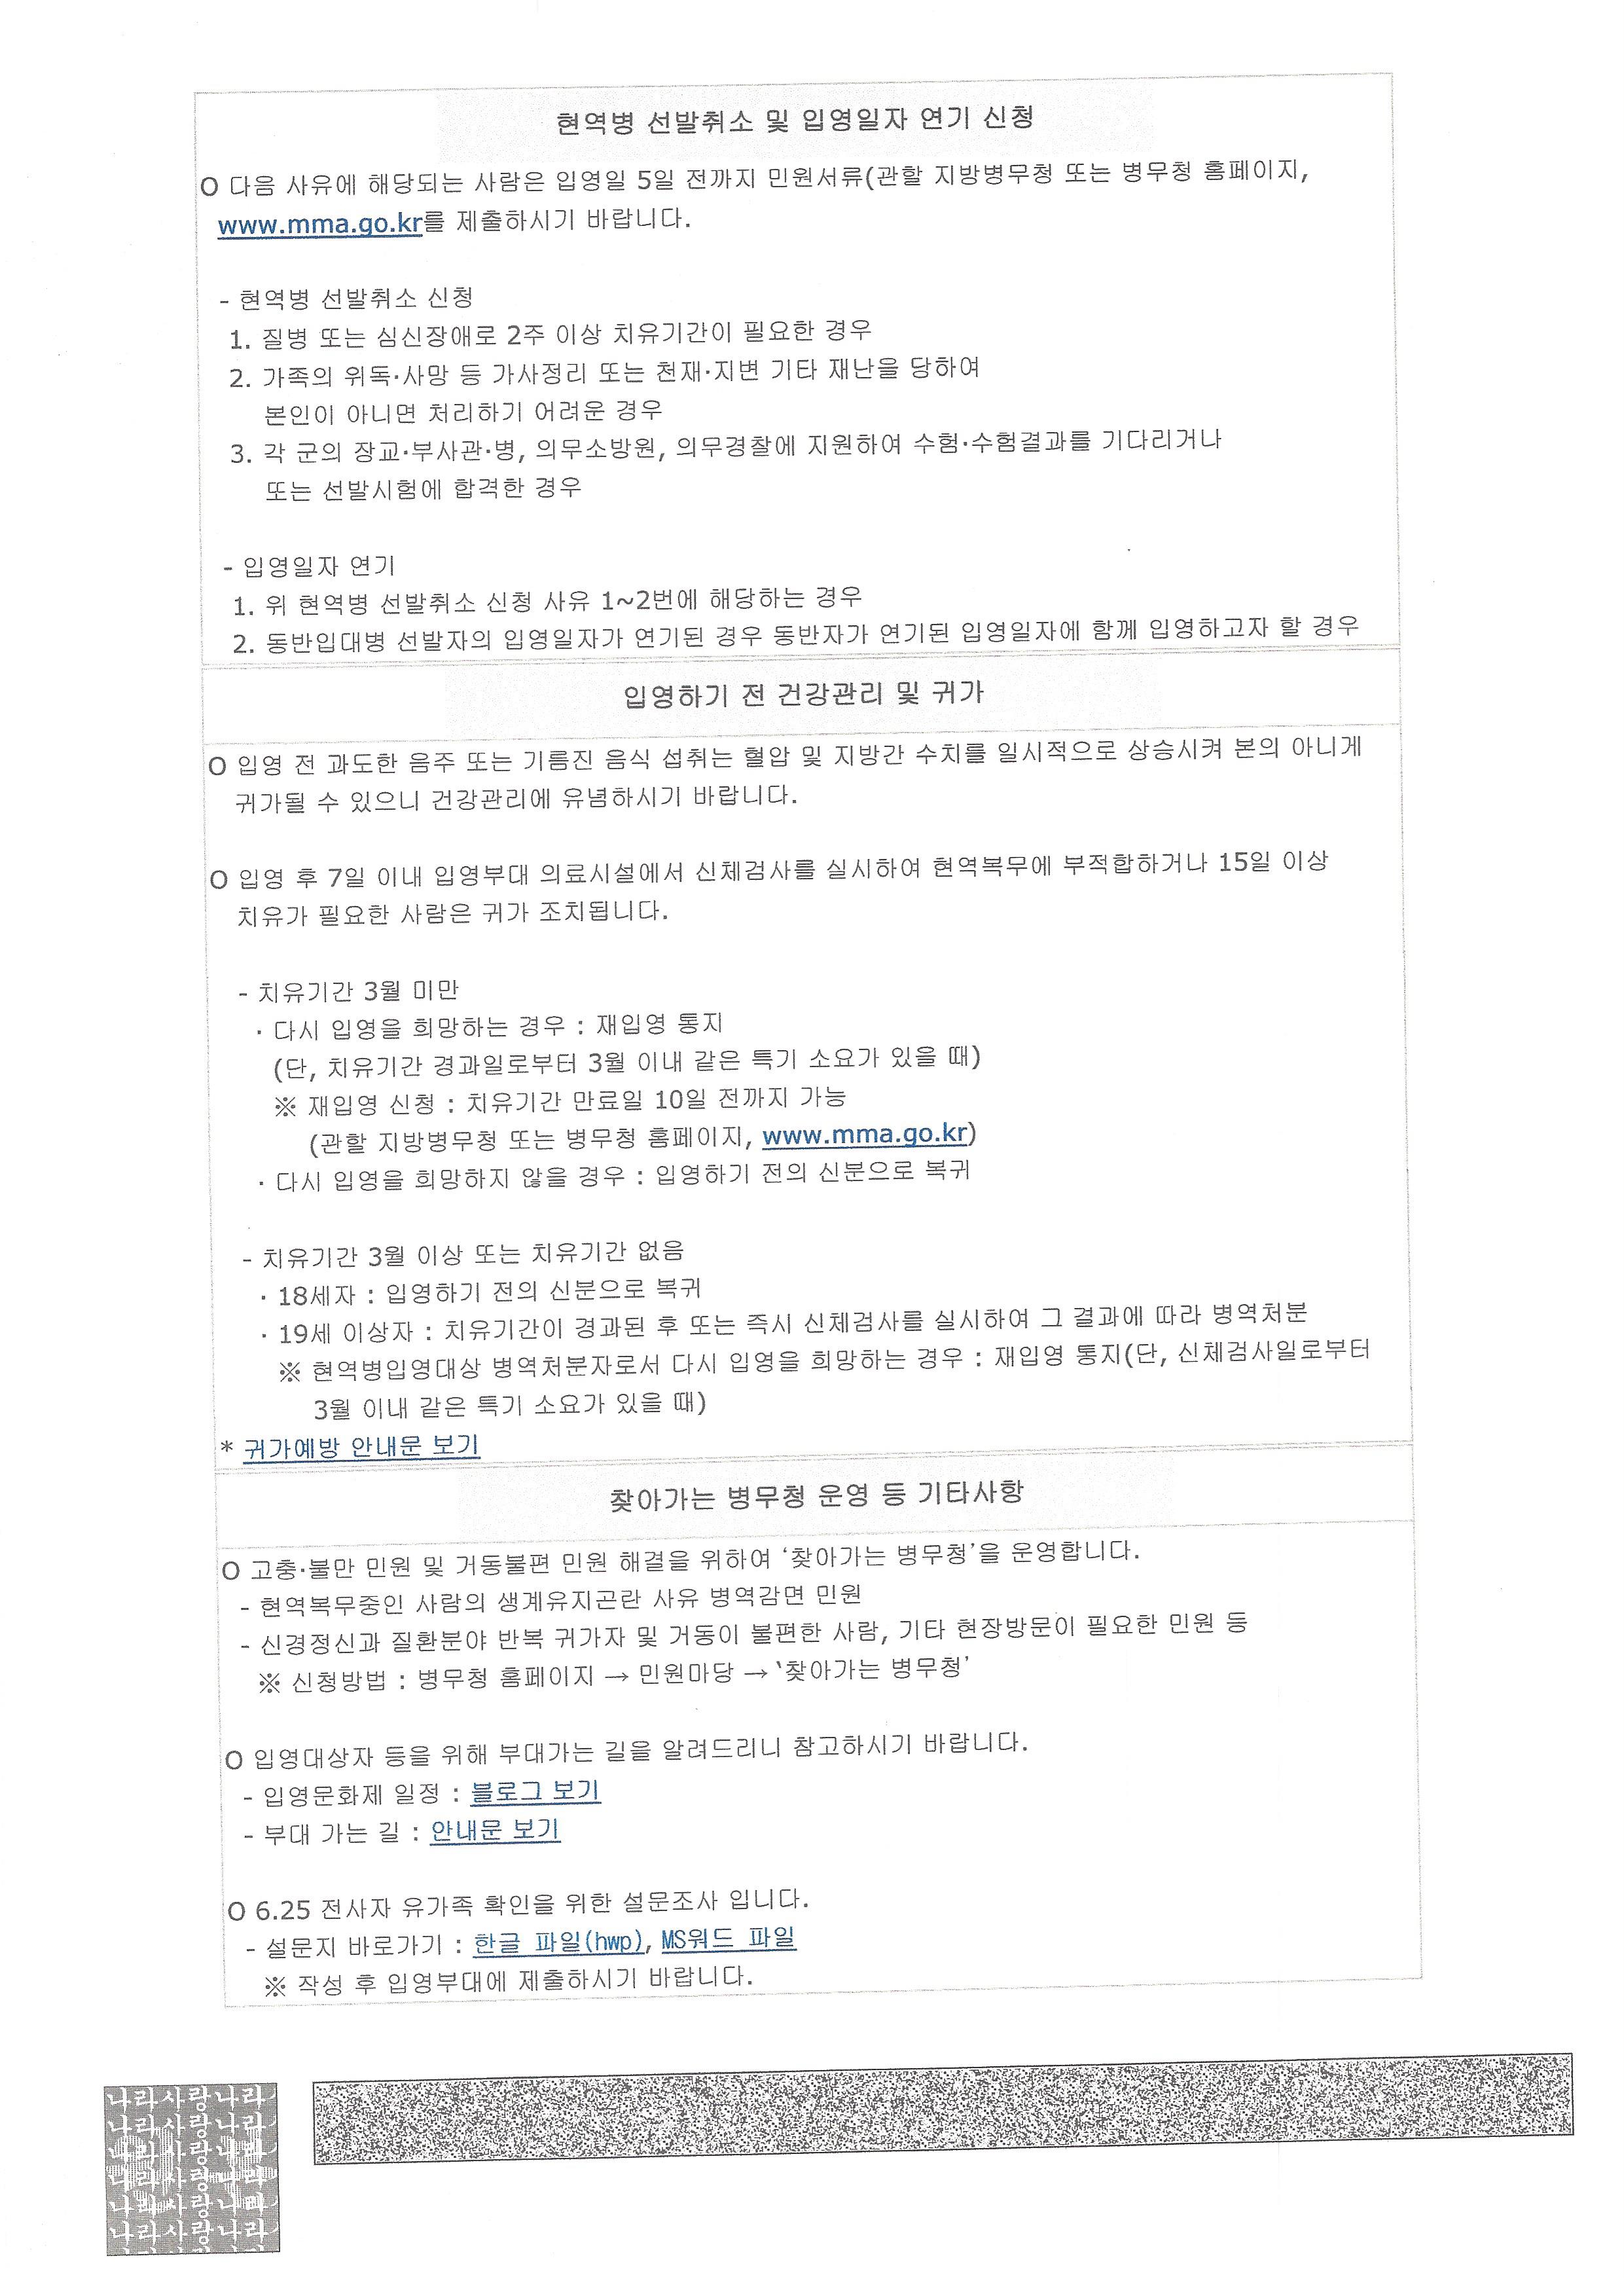 현역병 선발취소 및 입영일자 연기 신청
O 다음 사유에 해당되는 사람은 입영일 5일 전까지 민원서류(관할 지방병무청 또는 병무청 홈페이지,
www.mma.go.kr를 제출하시기 바랍니다.
- 현역병 선발취소 신청
1. 질병 또는 심신장애로 2주 이상 치유기간이 필요한 경우
2. 가족의 위독·사망 등 가사정리 또는 천재·지변 기타 재난을 당하여
본인이 아니면 처리하기 어려운 경우
3. 각 군의 장교·부사관·병, 의무소방원, 의무경찰에 지원하여 수험·수험결과를 기다리거나
또는 선발시험에 합격한 경우
- 입영일자 연기
1. 위 현역병 선발취소 신청 사유 1~2번에 해당하는 경우
2. 동반입대병 선발자의 입영일자가 연기된 경우 동반자가 연기된 입영일자에 함께 입영하고자 할 경우
입영하기 전 건강관리 및 귀가
O 입영 전 과도한 음주 또는 기름진 음식 섭취는 혈압 및 지방간 수치를 일시적으로 상승시켜 본의 아니게
귀가될 수 있으니 건강관리에 유념하시기 바랍니다.
O 입영 후 7일 이내 입영부대 의료시설에서 신체검사를 실시하여 현역복무에 부적합하거나 15일 이상
치유가 필요한 사람은 귀가 조치됩니다.
- 치유기간 3월 미만
· 다시 입영을 희망하는 경우 : 재입영 통지
(단, 치유기간 경과일로부터 3월 이내 같은 특기 소요가 있을 때)
※ 재입영 신청 : 치유기간 만료일 10일 전까지 가능
(관할 지방병무청 또는 병무청 홈페이지, www.mma.go.kr)
· 다시 입영을 희망하지 않을 경우 : 입영하기 전의 신분으로 복귀
- 치유기간 3월 이상 또는 치유기간 없음
· 18세자 : 입영하기 전의 신분으로 복귀
· 19세 이상자 : 치유기간이 경과된 후 또는 즉시 신체검사를 실시하여 그 결과에 따라 병역처분
※ 현역병입영대상 병역처분자로서 다시 입영을 희망하는 경우 : 재입영 통지(단, 신체검사일로부터
3월 이내 같은 특기 소요가 있을 때)
* 귀가예방 안내문 보기
찾아가는 병무청 운영 등 기타사항
O 고충·불만 민원 및 거동불편 민원 해결을 위하여 ‘찾아가는 병무청’을 운영합니다.
- 현역복무중인 사람의 생계유지곤란 사유 병역감면 민원
- 신경정신과 질환분야 반복 귀가자 및 거동이 불편한 사람, 기타 현장방문이 필요한 민원 등
※ 신청방법 : 병무청 홈페이지 → 민원마당 → ‘찾아가는 병무청’
O 입영대상자 등을 위해 부대가는 길을 알려드리니 참고하시기 바랍니다.
- 입영문화제 일정 : 블로그 보기
- 부대 가는 길 : 안내문 보기
O 6.25 전사자 유가족 확인을 위한 설문조사 입니다.
- 설문지 바로가기 : 한글 파일(hwp), MS워드 파일
※ 작성 후 입영부대에 제출하시기 바랍니다.
나라사랑나라
나라사랑나라
나라사랑나라
나라사랑나라
나라사랑나라
나라사랑나라